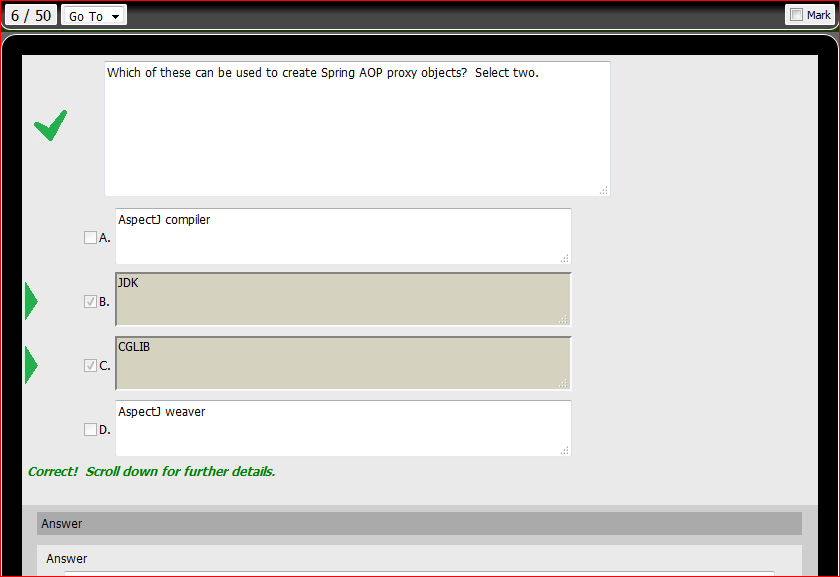 6 / 50 Go To Mark
Which of these can be used to create Spring AOP proxy objects?  Select two.
A. AspectJ compiler
B. JDK
C. CGLIB
D. AspectJ weaver
Correct!  Scroll down for further details.
Answer
Answer